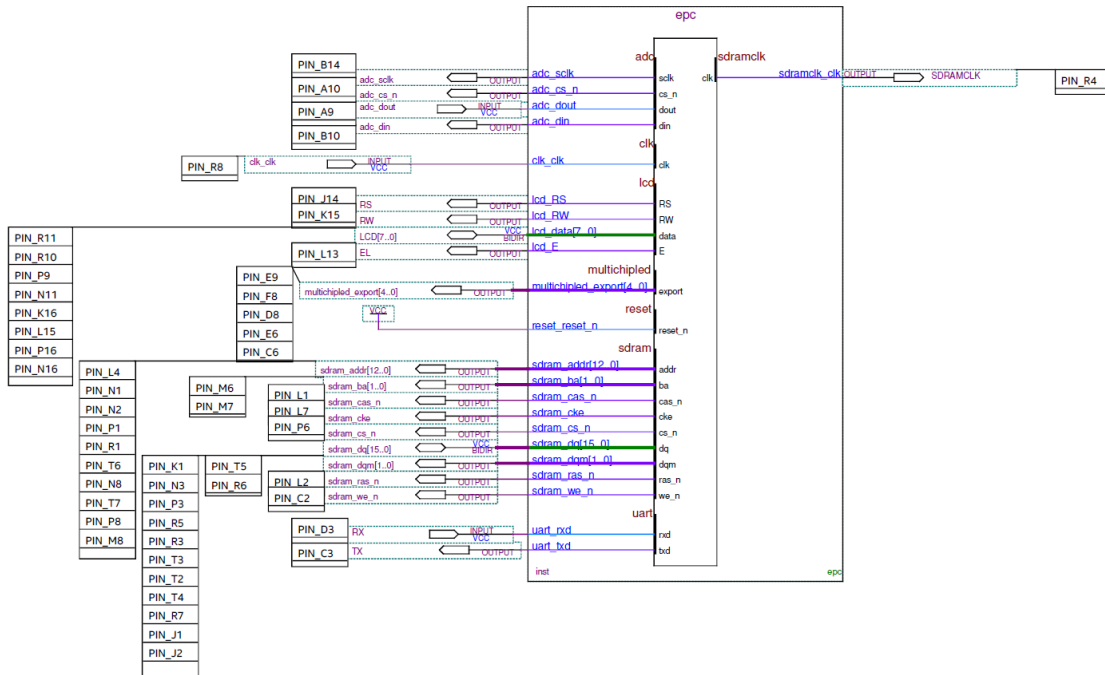 epc
adc
sdramclk
PIN_B14
adc_sclk
OUTPUT
adc_sclk
sclk
clk
sdramclk_clk
OUTPUT
SDRAMCLK
PIN_R4
PIN_A10
adc_cs_n
OUTPUT
adc_cs_n
cs_n
PIN_A9
adc_dout
INPUT
VCC
adc_dout
dout
PIN_B10
adc_din
OUTPUT
adc_din
din
clk
PIN_R8
clk_clk
INPUT
VCC
clk_clk
clk
lcd
PIN_J14
RS
OUTPUT
lcd_RS
RS
PIN_K15
RW
OUTPUT
lcd_RW
RW
LCD[7..0]
VCC
BIDIR
lcd_data[7..0]
data
PIN_L13
EL
OUTPUT
lcd_E
E
PIN_R11
PIN_R10
PIN_P9
PIN_N11
PIN_K16
PIN_L15
PIN_P16
PIN_N16
multichipled
PIN_E9
PIN_F8
PIN_D8
PIN_E6
PIN_C6
multichipled_export[4..0]
OUTPUT
multichipled_export[4..0]
export
reset
VCC
reset_reset_n
reset_n
sdram
sdram_addr[12..0]
OUTPUT
sdram_addr[12..0]
addr
sdram_ba[1..0]
OUTPUT
sdram_ba[1..0]
ba
PIN_L1
sdram_cas_n
OUTPUT
sdram_cas_n
cas_n
PIN_L7
sdram_cke
OUTPUT
sdram_cke
cke
PIN_P6
sdram_cs_n
OUTPUT
sdram_cs_n
cs_n
sdram_dq[15..0]
VCC
BIDIR
sdram_dq[15..0]
dq
sdram_dqm[1..0]
OUTPUT
sdram_dqm[1..0]
dqm
PIN_L2
sdram_ras_n
OUTPUT
sdram_ras_n
ras_n
PIN_C2
sdram_we_n
OUTPUT
sdram_we_n
we_n
PIN_L4
PIN_N1
PIN_N2
PIN_P1
PIN_R1
PIN_T6
PIN_N8
PIN_T7
PIN_P8
PIN_M8
PIN_M6
PIN_M7
PIN_K1
PIN_N3
PIN_P3
PIN_R5
PIN_R3
PIN_T3
PIN_T2
PIN_T4
PIN_R7
PIN_J1
PIN_J2
PIN_T5
PIN_R6
uart
PIN_D3
RX
INPUT
VCC
uart_rxd
rxd
PIN_C3
TX
OUTPUT
uart_txd
txd
inst
epc